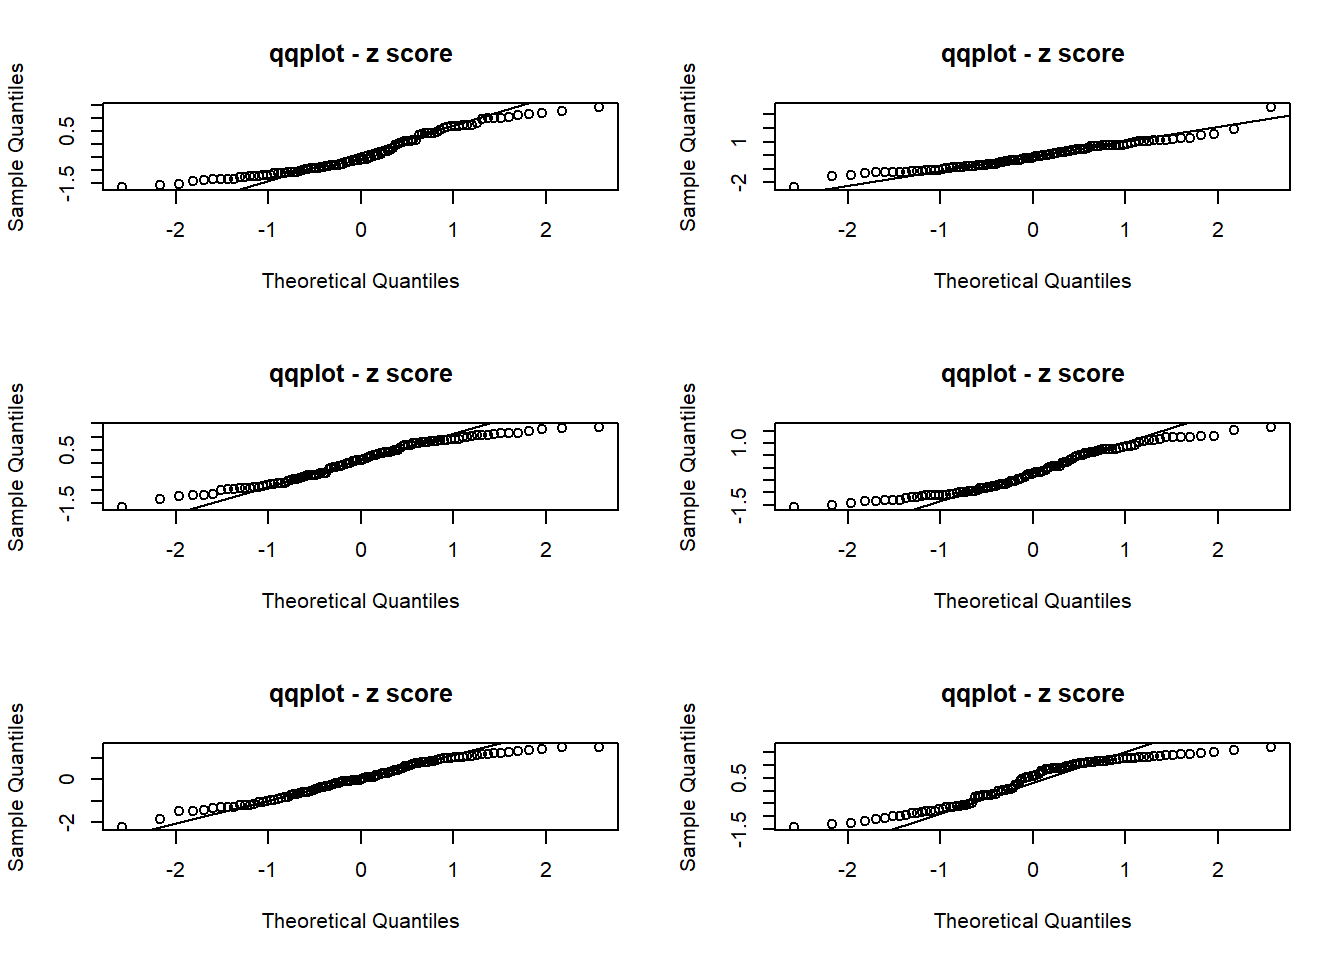 qqplot - z score
Sample Quantiles
0.5
-1.5
-2 -1 0 1 2
Theoretical Quantiles
qqplot - z score
Sample Quantiles
1
-2
-2 -1 0 1 2
Theoretical Quantiles
qqplot - z score
Sample Quantiles
0.5
-1.5
-2 -1 0 1 2
Theoretical Quantiles
qqplot - z score
Sample Quantiles
1.0
-1.5
-2 -1 0 1 2
Theoretical Quantiles
qqplot - z score
Sample Quantiles
0
-2
-2 -1 0 1 2
Theoretical Quantiles
qqplot - z score
Sample Quantiles
0.5
-1.5
-2 -1 0 1 2
Theoretical Quantiles